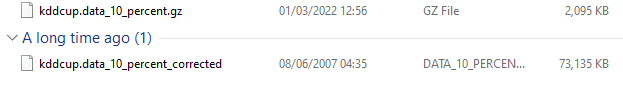 kddcup.data_10_percent.gz 01/03/2022 12:56 GZ File 2,095 KB
A long time ago (1)
kddcup.data_10_percent_corrected 08/06/2007 04:35 DATA_10_PERCEN... 73,135 KB